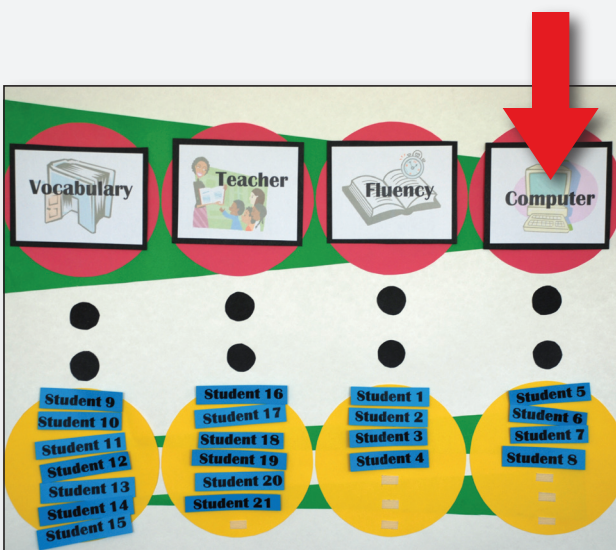 Vocabulary
Teacher
Fluency
Computer
Student 9
Student 10
Student 11
Student 12
Student 13
Student 14
Student 15
Student 16
Student 17
Student 18
Student 19
Student 20
Student 21
Student 1
Student 2
Student 3
Student 4
Student 5
Student 6
Student 7
Student 8